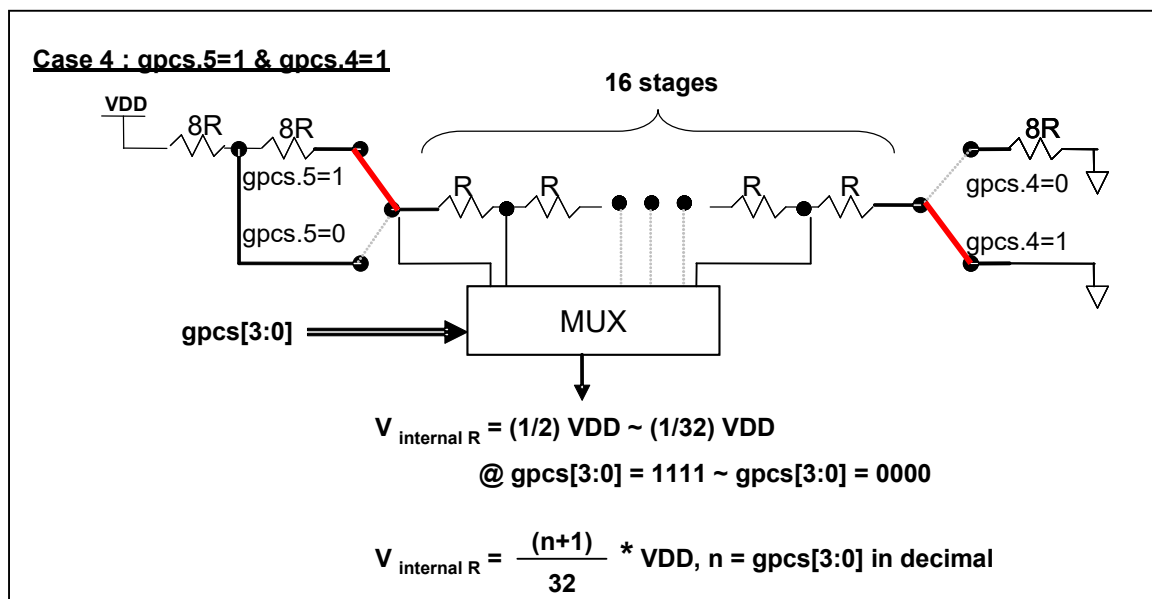 Case 4 : gpcs.5=1 & gpcs.4=1
16 stages
VDD
8R
8R
8R
gpcs.5=1
gpcs.4=0
R
R
R
R
gpcs.5=0
gpcs.4=1
MUX
gpcs[3:0]
V internal R = (1/2) VDD ~ (1/32) VDD
@ gpcs[3:0] = 1111 ~ gpcs[3:0] = 0000
V internal R = (n+1) / 32 * VDD, n = gpcs[3:0] in decimal